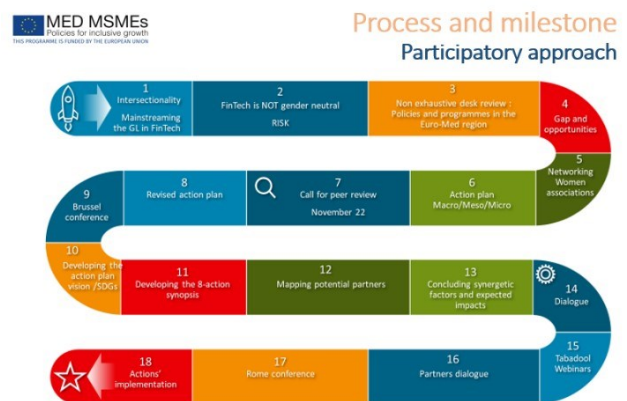 MED MSMEs
Policies for inclusive growth
THIS PROGRAMME IS FUNDED BY THE EUROPEAN UNION
Process and milestone
Participatory approach
1
Intersectionality
Mainstreaming
the GL in FinTech
2
FinTech is NOT gender neutral
RISK
3
Non exhaustive desk review :
Policies and programmes in the
Euro-Med region
4
Gap and
opportunities
5
Networking
Women
associations
6
Action plan
Macro/Meso/Micro
7
Call for peer review
November 22
8
Revised action plan
9
Brussel
conference
10
Developing the
action plan
vision /SDGs
11
Developing the 8-action
synopsis
12
Mapping potential partners
13
Concluding synergetic
factors and expected
impacts
14
Dialogue
15
Tabadool
Webinars
16
Partners dialogue
17
Rome conference
18
Actions'
implementation